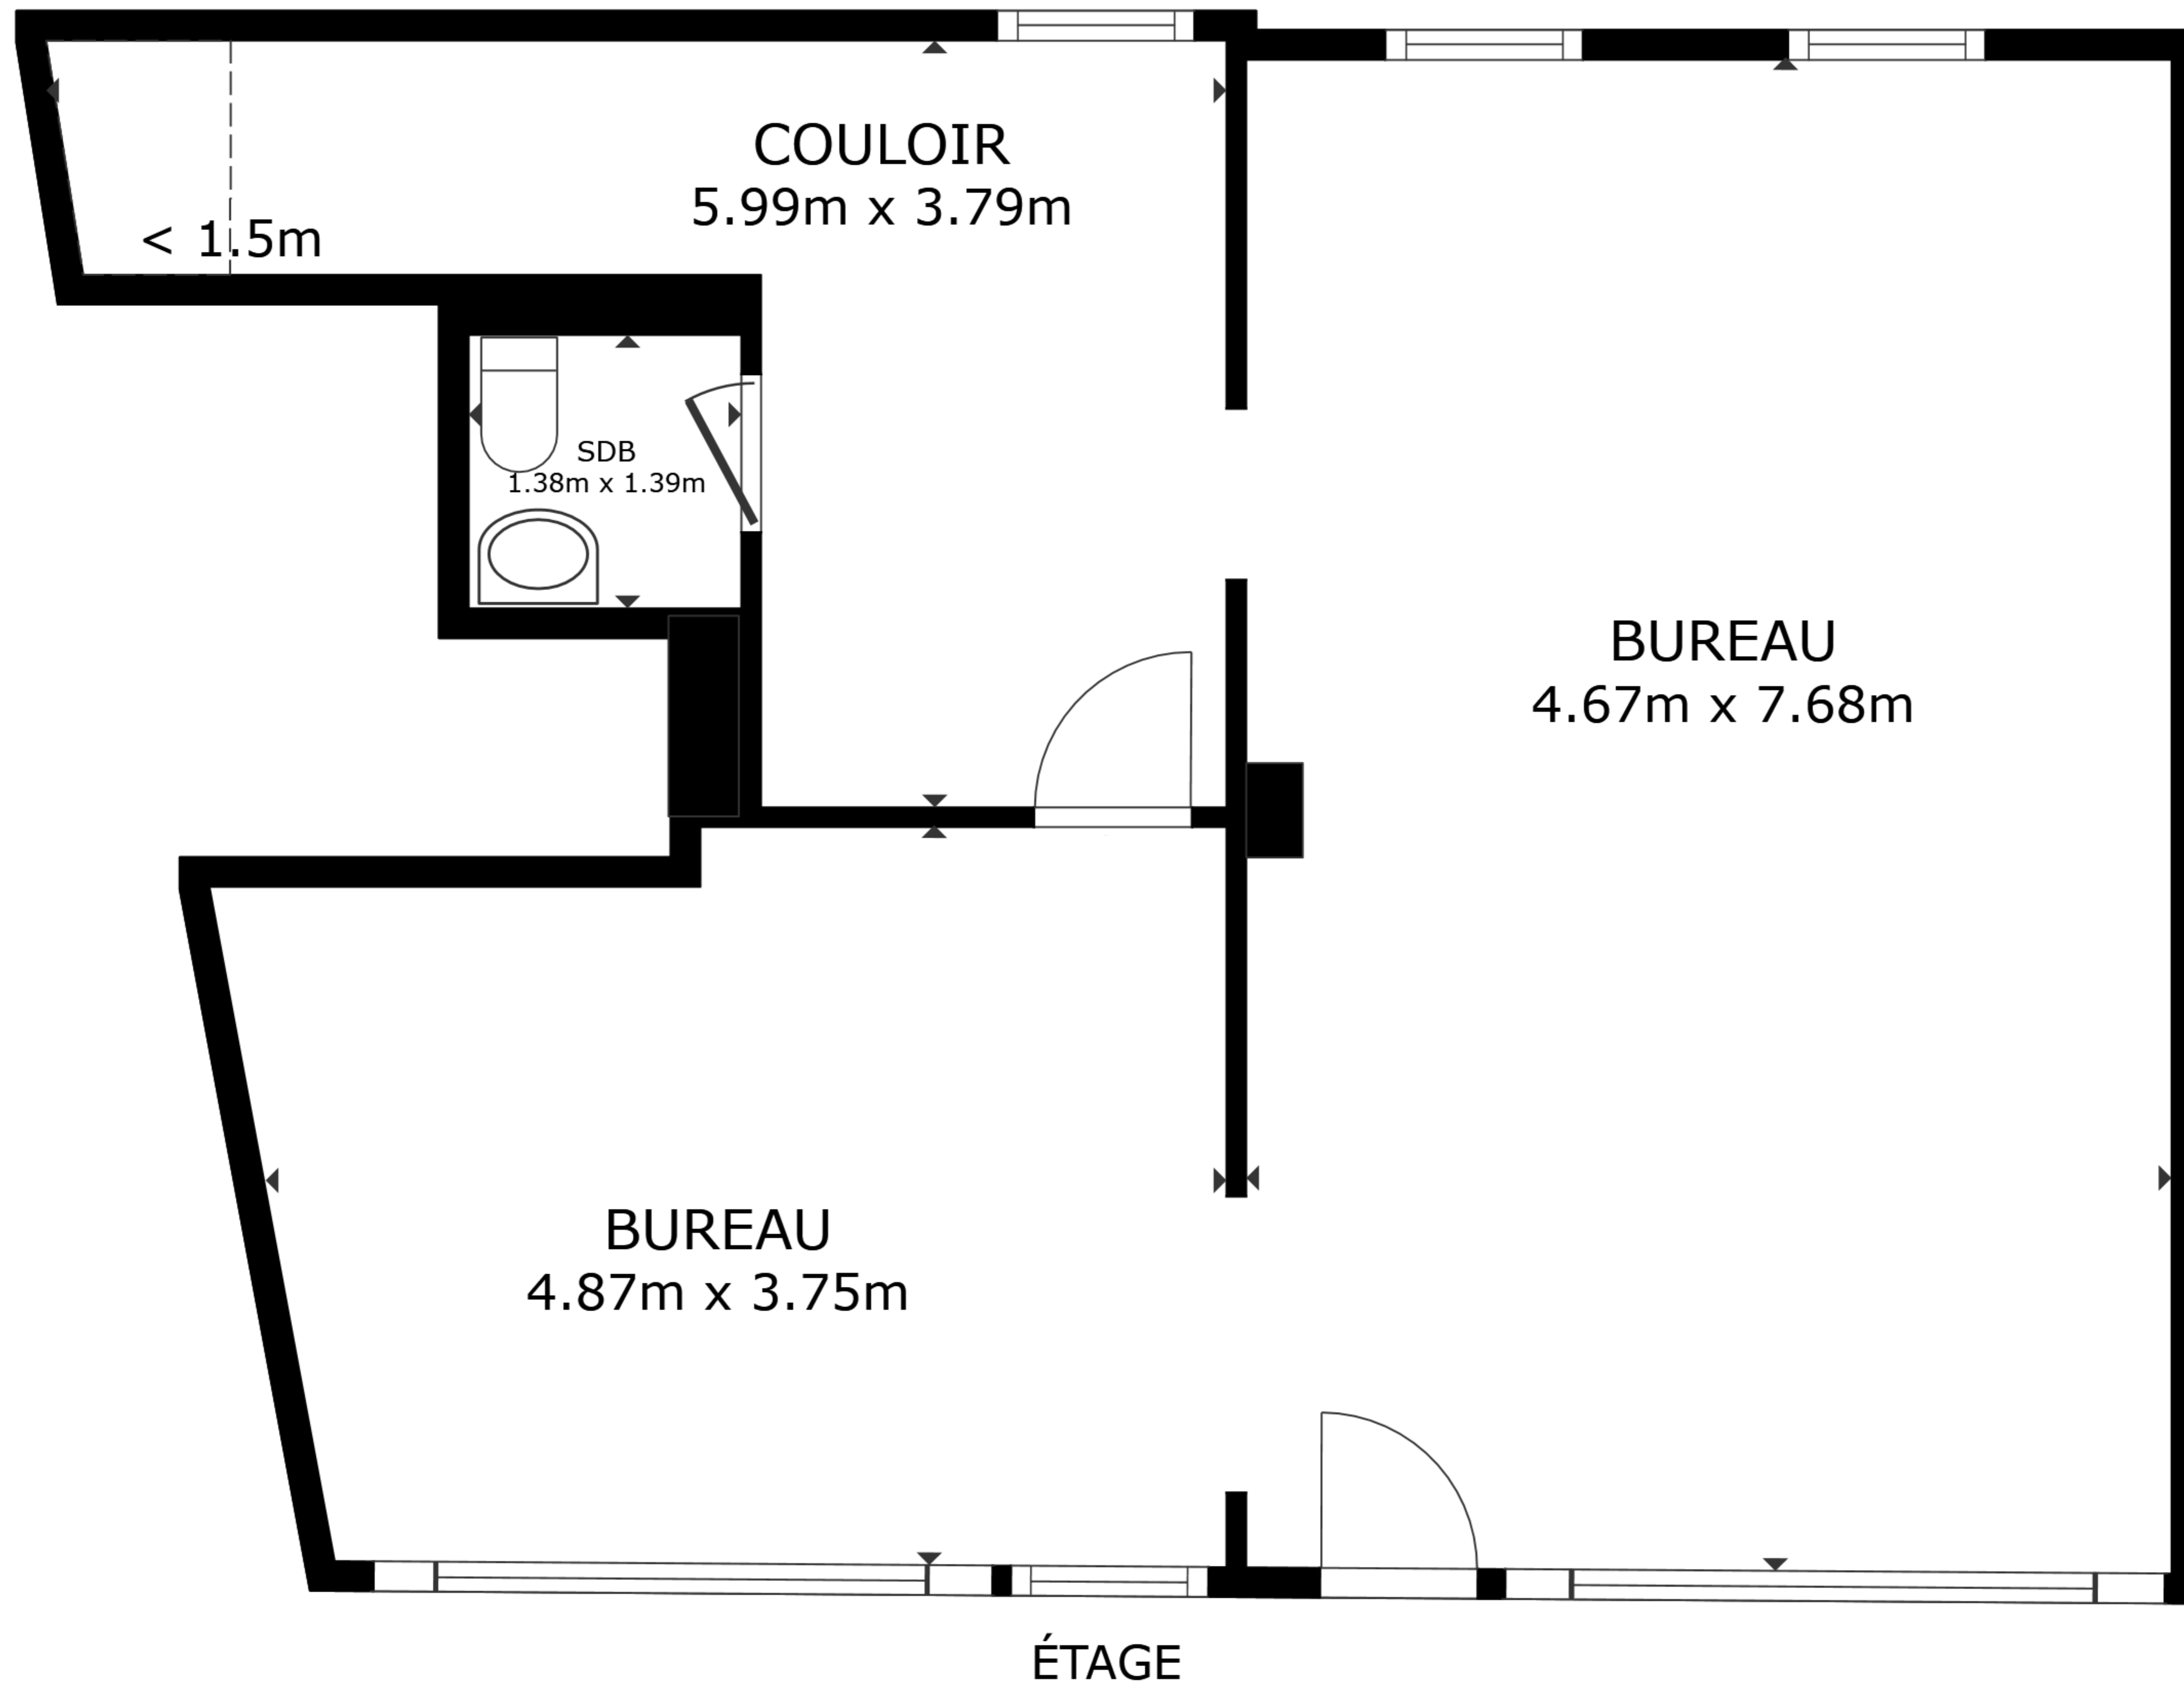 COULOIR
5.99m x 3.79m
< 1.5m
SDB
1.38m x 1.39m
BUREAU
4.67m x 7.68m
BUREAU
4.87m x 3.75m
ÉTAGE